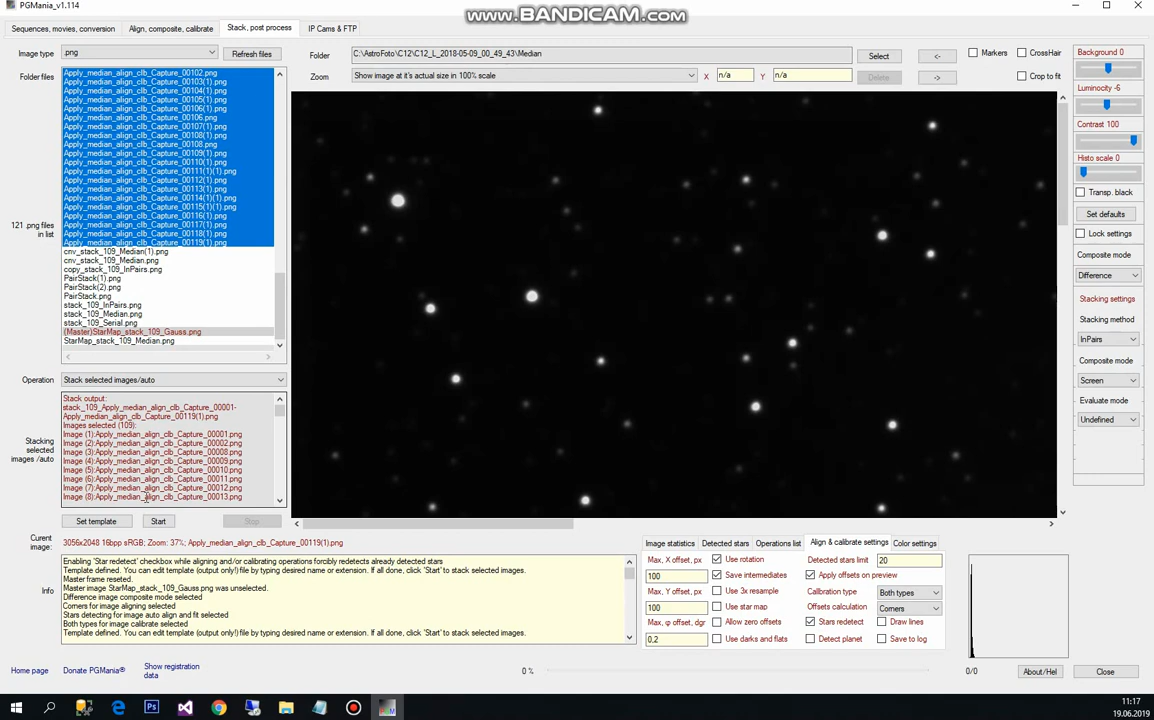 PGMania_v1.114
www.BANDICAM.com
Sequences, movies, conversion
Align, composite, calibrate
Stack, post process
IP Cams & FTP
Image type
.png
Refresh files
Folder
C:\AstroFoto\C12\C12_L_2018-05-09_00_49_43\Median
Select
<-
Markers
CrossHair
Zoom
Show image at it's actual size in 100% scale
X
n/a
Y
n/a
Delete
->
Crop to fit
Folder files
121 .png files
in list
Apply_median_align_clb_Capture_00102.png
Apply_median_align_clb_Capture_00103(1).png
Apply_median_align_clb_Capture_00104(1).png
Apply_median_align_clb_Capture_00105(1).png
Apply_median_align_clb_Capture_00106(1).png
Apply_median_align_clb_Capture_00106.png
Apply_median_align_clb_Capture_00107(1).png
Apply_median_align_clb_Capture_00108(1).png
Apply_median_align_clb_Capture_00108.png
Apply_median_align_clb_Capture_00109(1).png
Apply_median_align_clb_Capture_00110(1).png
Apply_median_align_clb_Capture_00111(1)(1).png
Apply_median_align_clb_Capture_00112(1).png
Apply_median_align_clb_Capture_00113(1).png
Apply_median_align_clb_Capture_00114(1)(1).png
Apply_median_align_clb_Capture_00115(1)(1).png
Apply_median_align_clb_Capture_00116(1).png
Apply_median_align_clb_Capture_00117(1).png
Apply_median_align_clb_Capture_00118(1).png
Apply_median_align_clb_Capture_00119(1).png
cnv_stack_109_Median(1).png
cnv_stack_109_Median.png
copy_stack_109_InPairs.png
PairStack(1).png
PairStack(2).png
PairStack.png
stack_109_InPairs.png
stack_109_Median.png
stack_109_Serial.png
(Master)StarMap_stack_109_Gauss.png
StarMap_stack_109_Median.png
Background 0
Luminocity -6
Contrast 100
Histo scale 0
Transp. black
Set defaults
Lock settings
Composite mode
Difference
Stacking settings
Stacking method
InPairs
Composite mode
Screen
Evaluate mode
Undefined
Operation
Stack selected images/auto
Stacking
selected
images /auto
Stack output:
stack_109_Apply_median_align_clb_Capture_00001-
Apply_median_align_clb_Capture_00119(1).png
Images selected (109):
Image (1):Apply_median_align_clb_Capture_00001.png
Image (2):Apply_median_align_clb_Capture_00002.png
Image (3):Apply_median_align_clb_Capture_00008.png
Image (4):Apply_median_align_clb_Capture_00009.png
Image (5):Apply_median_align_clb_Capture_00010.png
Image (6):Apply_median_align_clb_Capture_00011.png
Image (7):Apply_median_align_clb_Capture_00012.png
Image (8):Apply_median_align_clb_Capture_00013.png
Set template
Start
Stop
Curent
image:
3056x2048 16bpp sRGB; Zoom: 37%; Apply_median_align_clb_Capture_00119(1).png
Info
Enabling 'Star redetect' checkbox while aligning and/or calibrating operations forcibly redetects already detected stars
Template defined. You can edit template (output only!) file by typing desired name or extension. If all done, click 'Start' to stack selected images.
Master frame reseted.
Master image StarMap_stack_109_Gauss.png was unselected.
Difference image composite mode selected
Corners for image aligning selected
Stars detecting for image auto align and fit selected
Both types for image calibrate selected
Template defined. You can edit template (output only!) file by typing desired name or extension. If all done, click 'Start' to stack selected images.
Image statistics
Detected stars
Operations list
Align & calibrate settings
Color settings
Max, X offset, px
100
Max, Y offset, px
100
Max, φ offset, dgr
0,2
Use rotation
Save intermediates
Use 3x resample
Use star map
Allow zero offsets
Use darks and flats
Detected stars limit
20
Apply offsets on preview
Calibration type
Both types
Offsets calculation
Corners
Stars redetect
Draw lines
Detect planet
Save to log
Home page
Donate PGMania®
Show registration
data
0 %
0/0
About/Hel
Close
11:17
19.06.2019